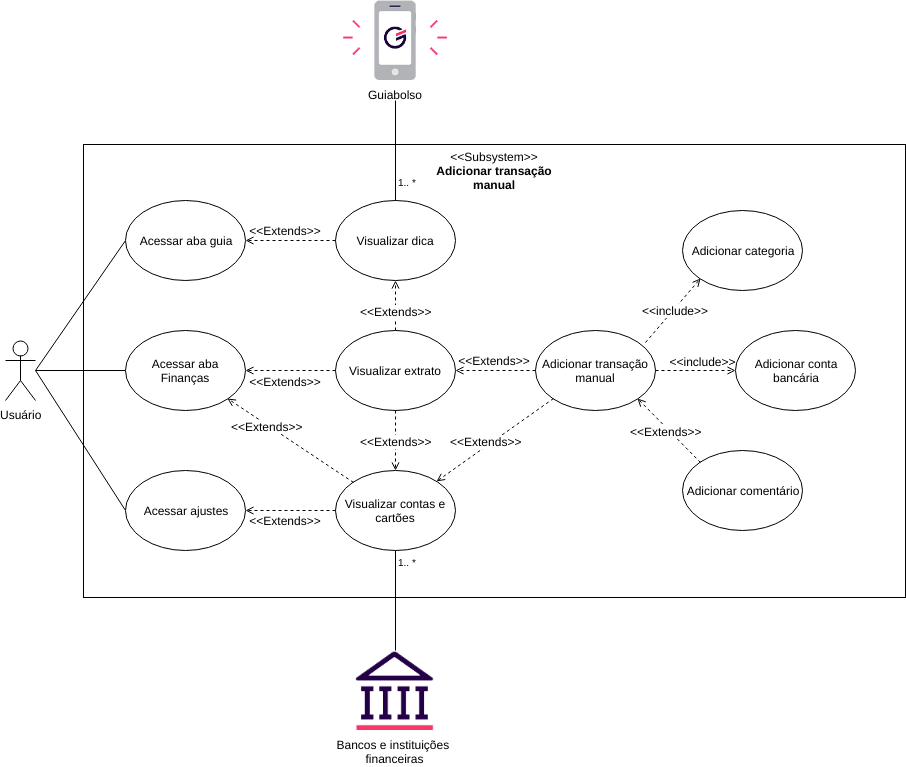 Guiabolso
<<Subsystem>>
Adicionar transação
manual
1.. *
Acessar aba guia
<<Extends>>
Visualizar dica
Adicionar categoria
<<Extends>>
<<include>>
Acessar aba
Finanças
<<Extends>>
Visualizar extrato
<<Extends>>
Adicionar transação
manual
<<include>>
Adicionar conta
bancária
Usuário
<<Extends>>
<<Extends>>
<<Extends>>
<<Extends>>
Acessar ajustes
<<Extends>>
Visualizar contas e
cartões
Adicionar comentário
1.. *
Bancos e instituições
financeiras